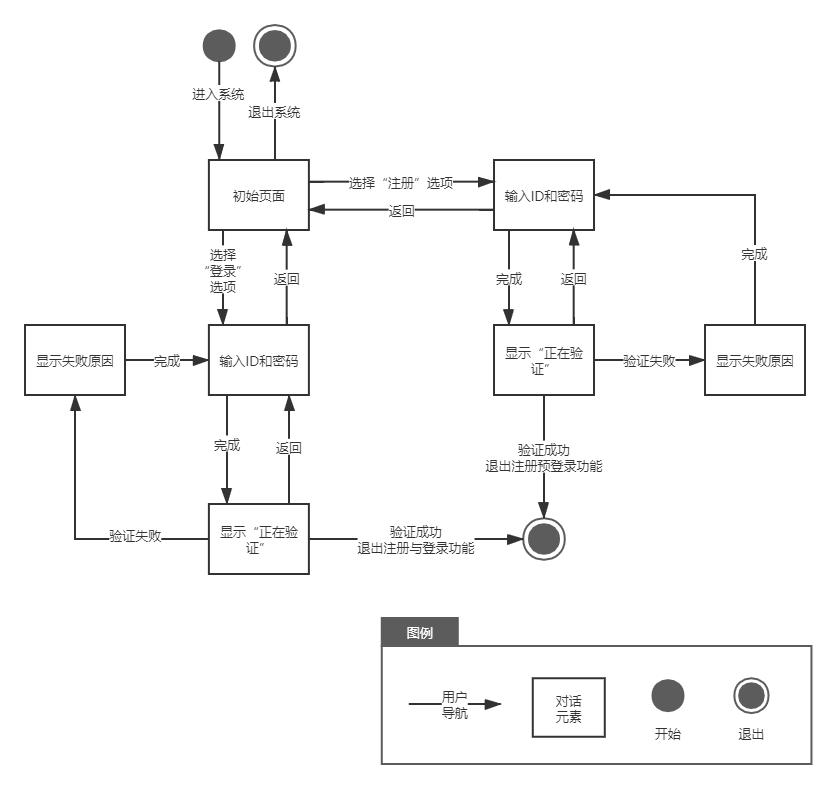 进入系统
退出系统
初始页面
选择“注册”选项
返回
输入ID和密码
选择
“登录”
选项
返回
完成
返回
完成
显示失败原因
完成
输入ID和密码
显示“正在验
证”
验证失败
显示失败原因
完成
返回
验证成功
退出注册预登录功能
验证失败
显示“正在验
证”
验证成功
退出注册与登录功能
图例
用户
导航
对话
元素
开始
退出